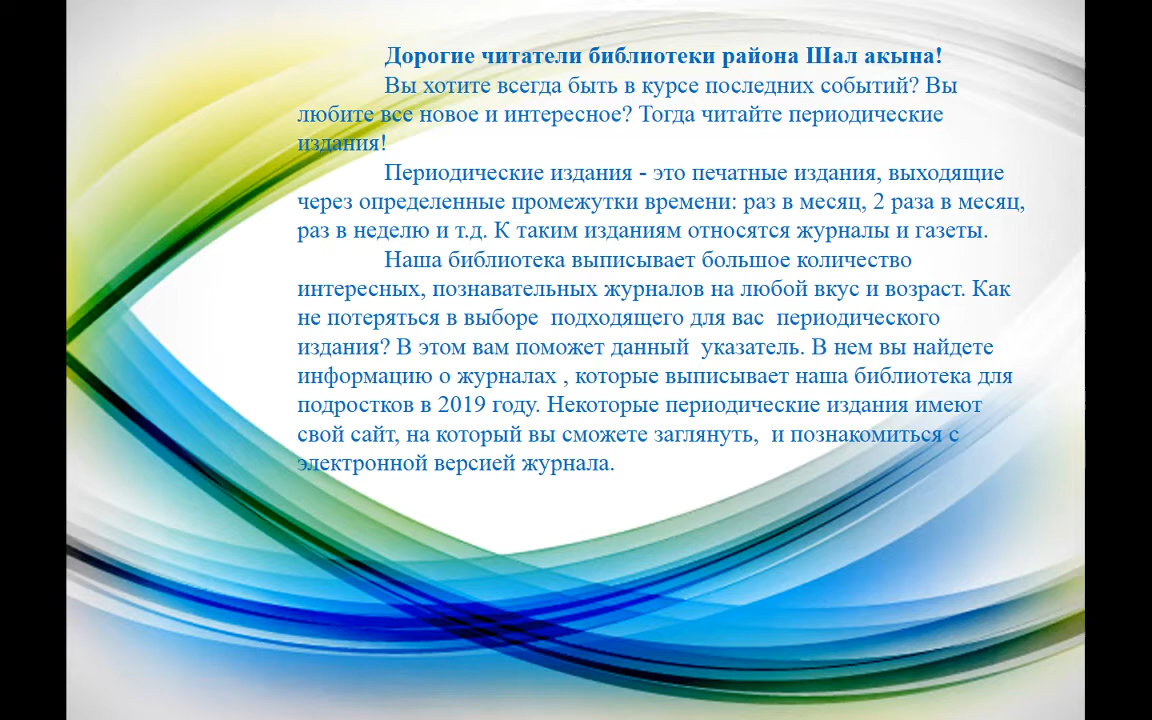 Дорогие читатели библиотеки района Шал акына!
Вы хотите всегда быть в курсе последних событий? Вы
любите все новое и интересное? Тогда читайте периодические
издания!
Периодические издания - это печатные издания, выходящие
через определенные промежутки времени: раз в месяц, 2 раза в месяц,
раз в неделю и т.д. К таким изданиям относятся журналы и газеты.
Наша библиотека выписывает большое количество
интересных, познавательных журналов на любой вкус и возраст. Как
не потеряться в выборе  подходящего для вас  периодического
издания? В этом вам поможет данный  указатель. В нем вы найдете
информацию о журналах , которые выписывает наша библиотека для
подростков в 2019 году. Некоторые периодические издания имеют
свой сайт, на который вы сможете заглянуть,  и познакомиться с
электронной версией журнала.